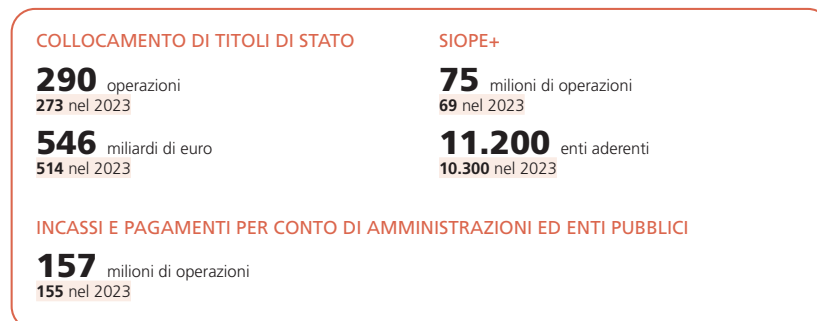 COLLOCAMENTO DI TITOLI DI STATO
290 operazioni
273 nel 2023
546 miliardi di euro
514 nel 2023
SIOPE+
75 milioni di operazioni
69 nel 2023
11.200 enti aderenti
10.300 nel 2023
INCASSI E PAGAMENTI PER CONTO DI AMMINISTRAZIONI ED ENTI PUBBLICI
157 milioni di operazioni
155 nel 2023